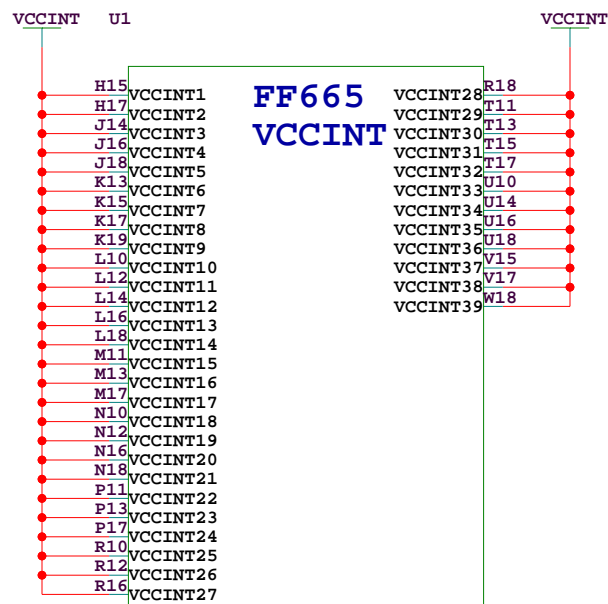 VCCINT U1 VCCINT
FF665
VCCINT
H15 VCCINT1 VCCINT28 R18
H17 VCCINT2 VCCINT29 T11
J14 VCCINT3 VCCINT30 T13
J16 VCCINT4 VCCINT31 T15
J18 VCCINT5 VCCINT32 T17
K13 VCCINT6 VCCINT33 U10
K15 VCCINT7 VCCINT34 U14
K17 VCCINT8 VCCINT35 U16
K19 VCCINT9 VCCINT36 U18
L10 VCCINT10 VCCINT37 V15
L12 VCCINT11 VCCINT38 V17
L14 VCCINT12 VCCINT39 W18
L16 VCCINT13
L18 VCCINT14
M11 VCCINT15
M13 VCCINT16
M17 VCCINT17
N10 VCCINT18
N12 VCCINT19
N16 VCCINT20
N18 VCCINT21
P11 VCCINT22
P13 VCCINT23
P17 VCCINT24
R10 VCCINT25
R12 VCCINT26
R16 VCCINT27